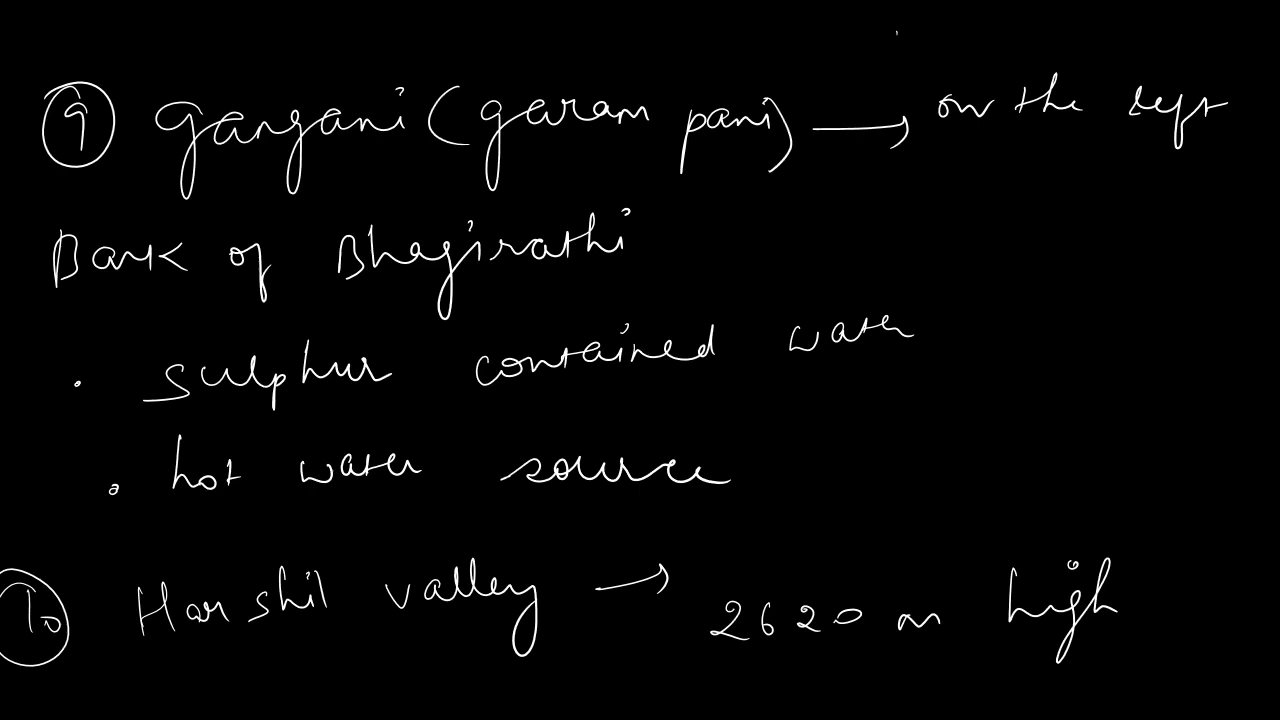 ⑨ gangani (garam pani) → on the left
Bank of Bhagirathi
• sulphur contained water
• hot water source
⑩ Harshil valley → 2620 m high